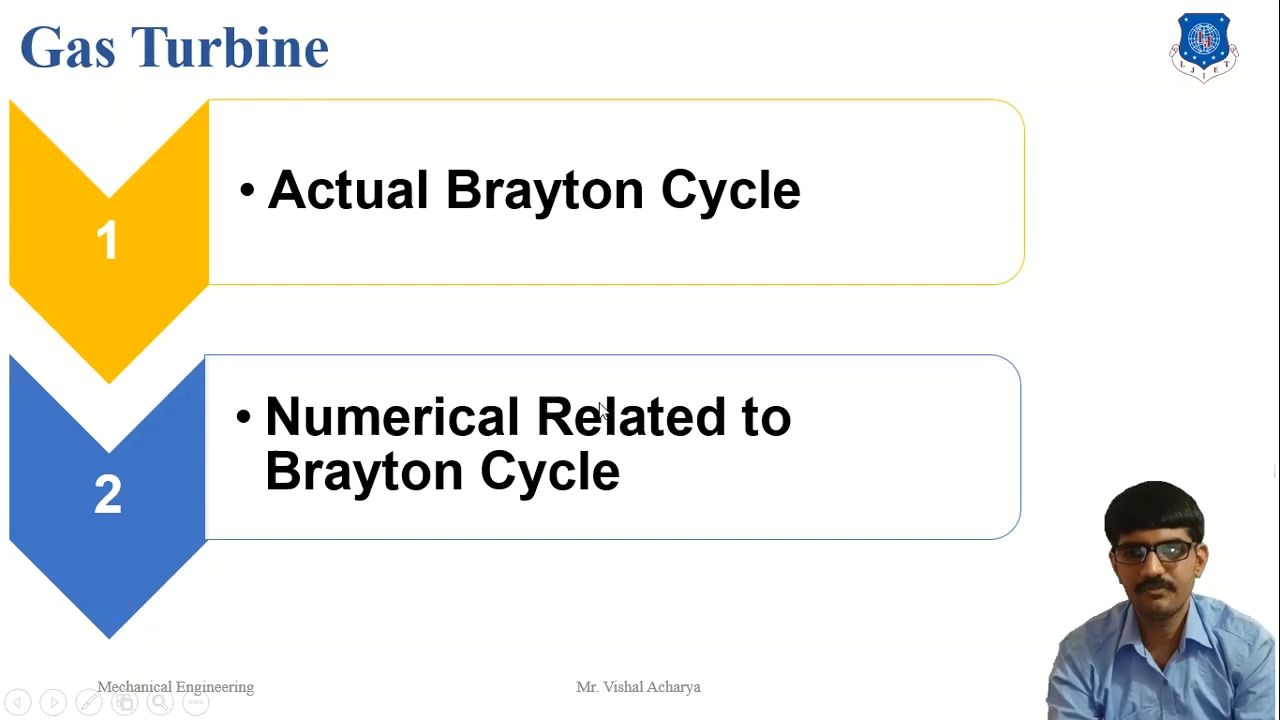 Gas Turbine
L J I E T
1
• Actual Brayton Cycle
2
• Numerical Related to
Brayton Cycle
Mechanical Engineering
Mr. Vishal Acharya